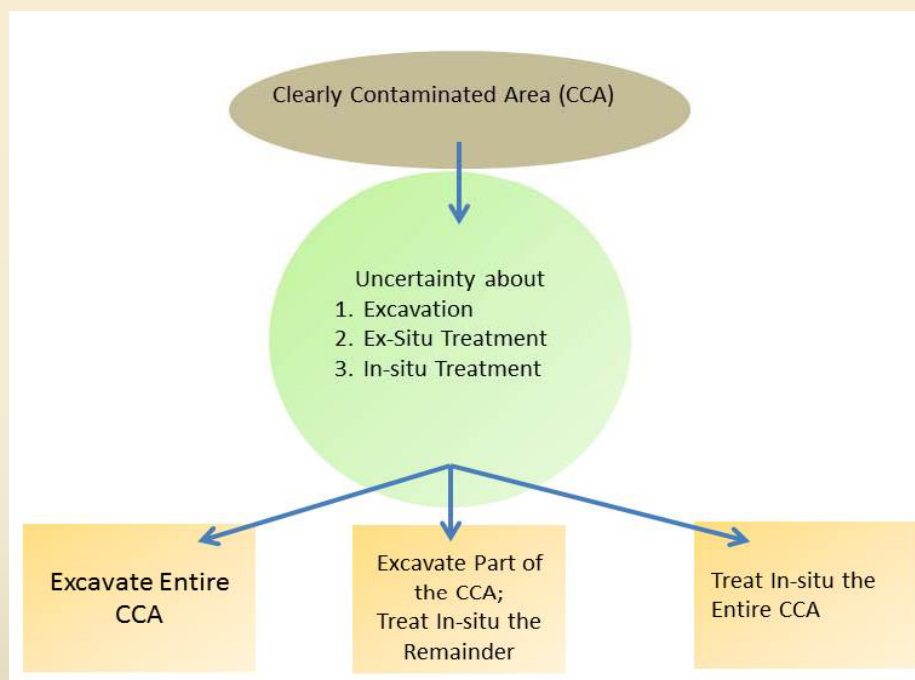 Clearly Contaminated Area (CCA)
Uncertainty about
1. Excavation
2. Ex-Situ Treatment
3. In-situ Treatment
Excavate Entire
CCA
Excavate Part of
the CCA;
Treat In-situ the
Remainder
Treat In-situ the
Entire CCA